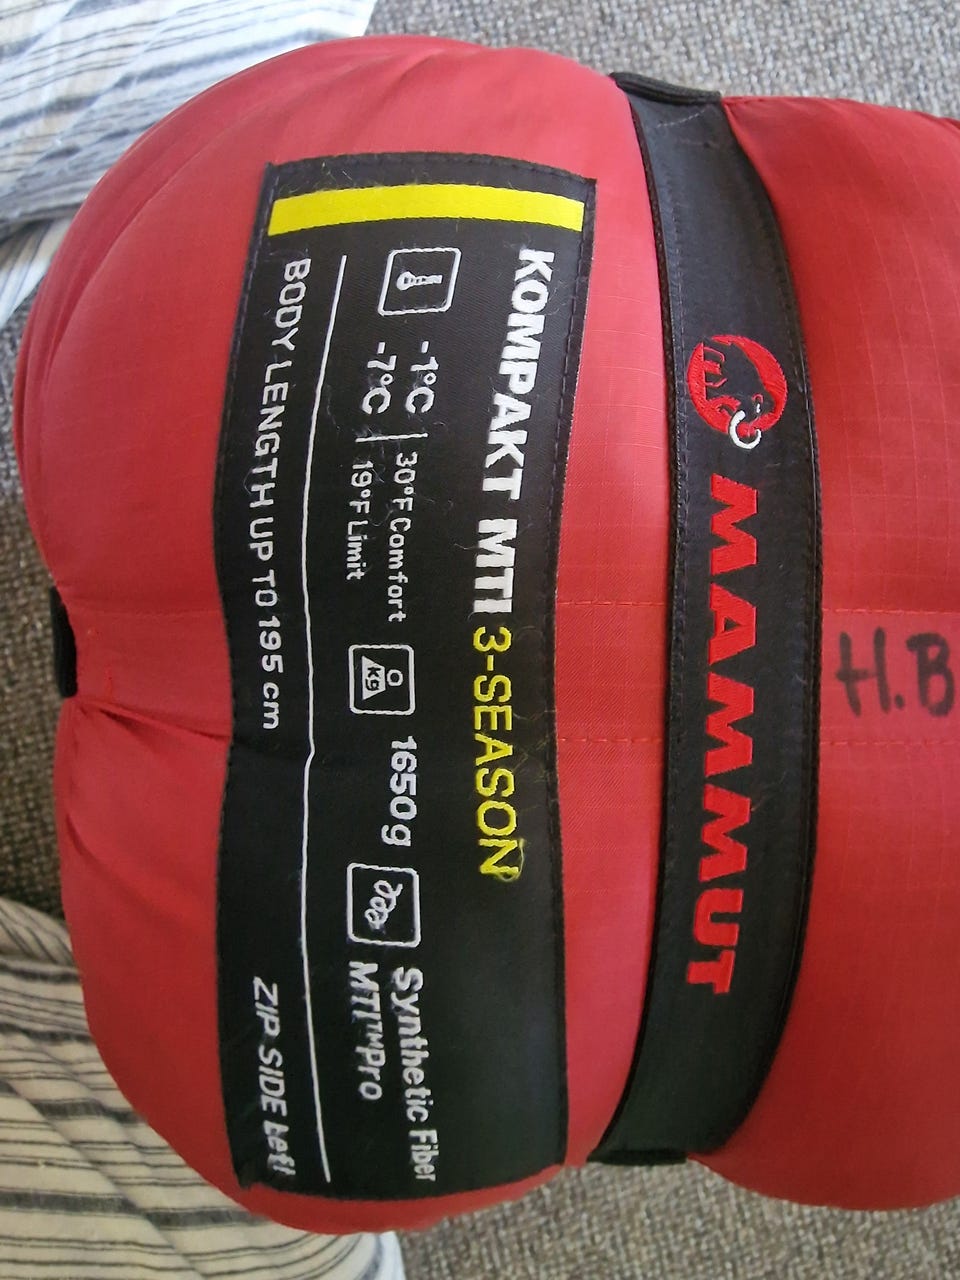 KOMPAKT MTI 3-SEASON
-1°C | 30°F Comfort
-7°C | 19°F Limit
kg
1650g
Synthetic Fiber
MTI™Pro
BODY LENGTH UP TO 195 cm
ZIP SIDE Left
MAMMUT
H.B